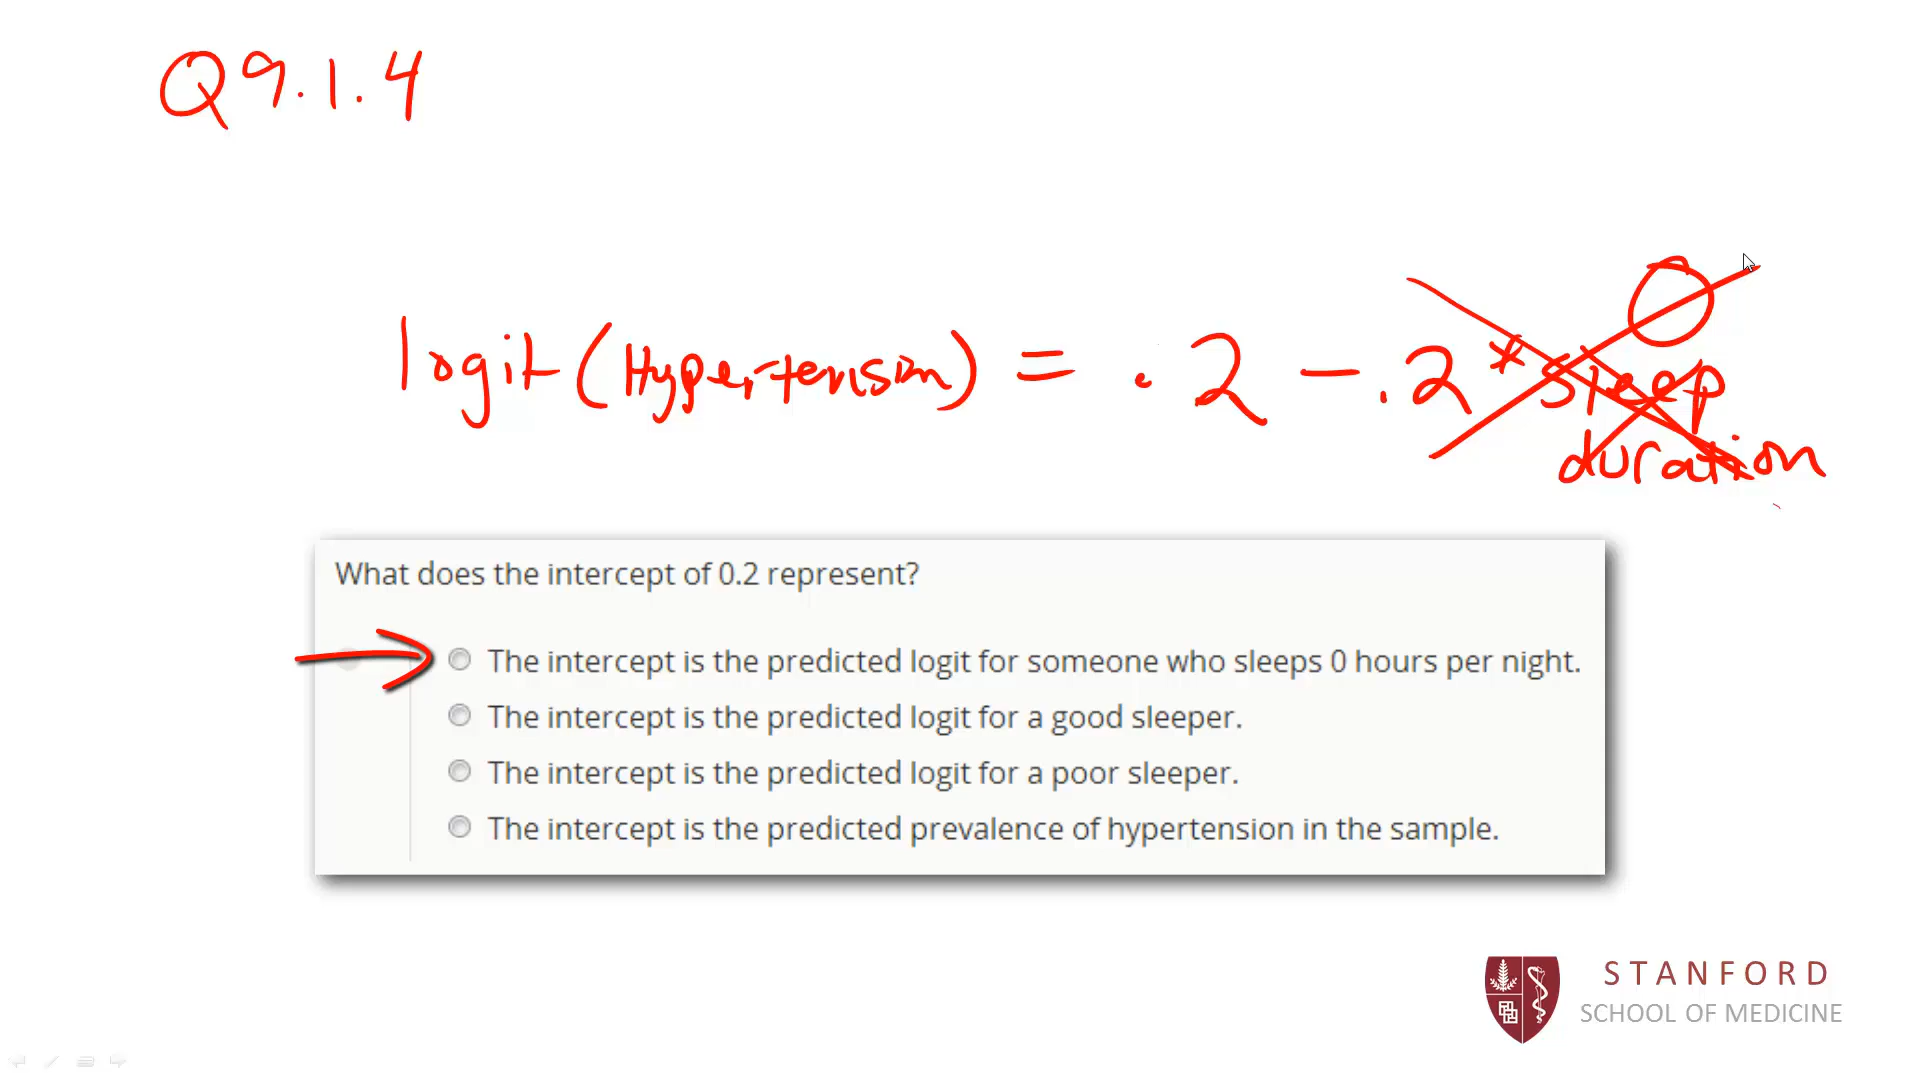 Q9.1.4
0
logit(Hypertension) = .2 - .2 * sleep
duration
What does the intercept of 0.2 represent?
The intercept is the predicted logit for someone who sleeps 0 hours per night.
The intercept is the predicted logit for a good sleeper.
The intercept is the predicted logit for a poor sleeper.
The intercept is the predicted prevalence of hypertension in the sample.
STANFORD
SCHOOL OF MEDICINE